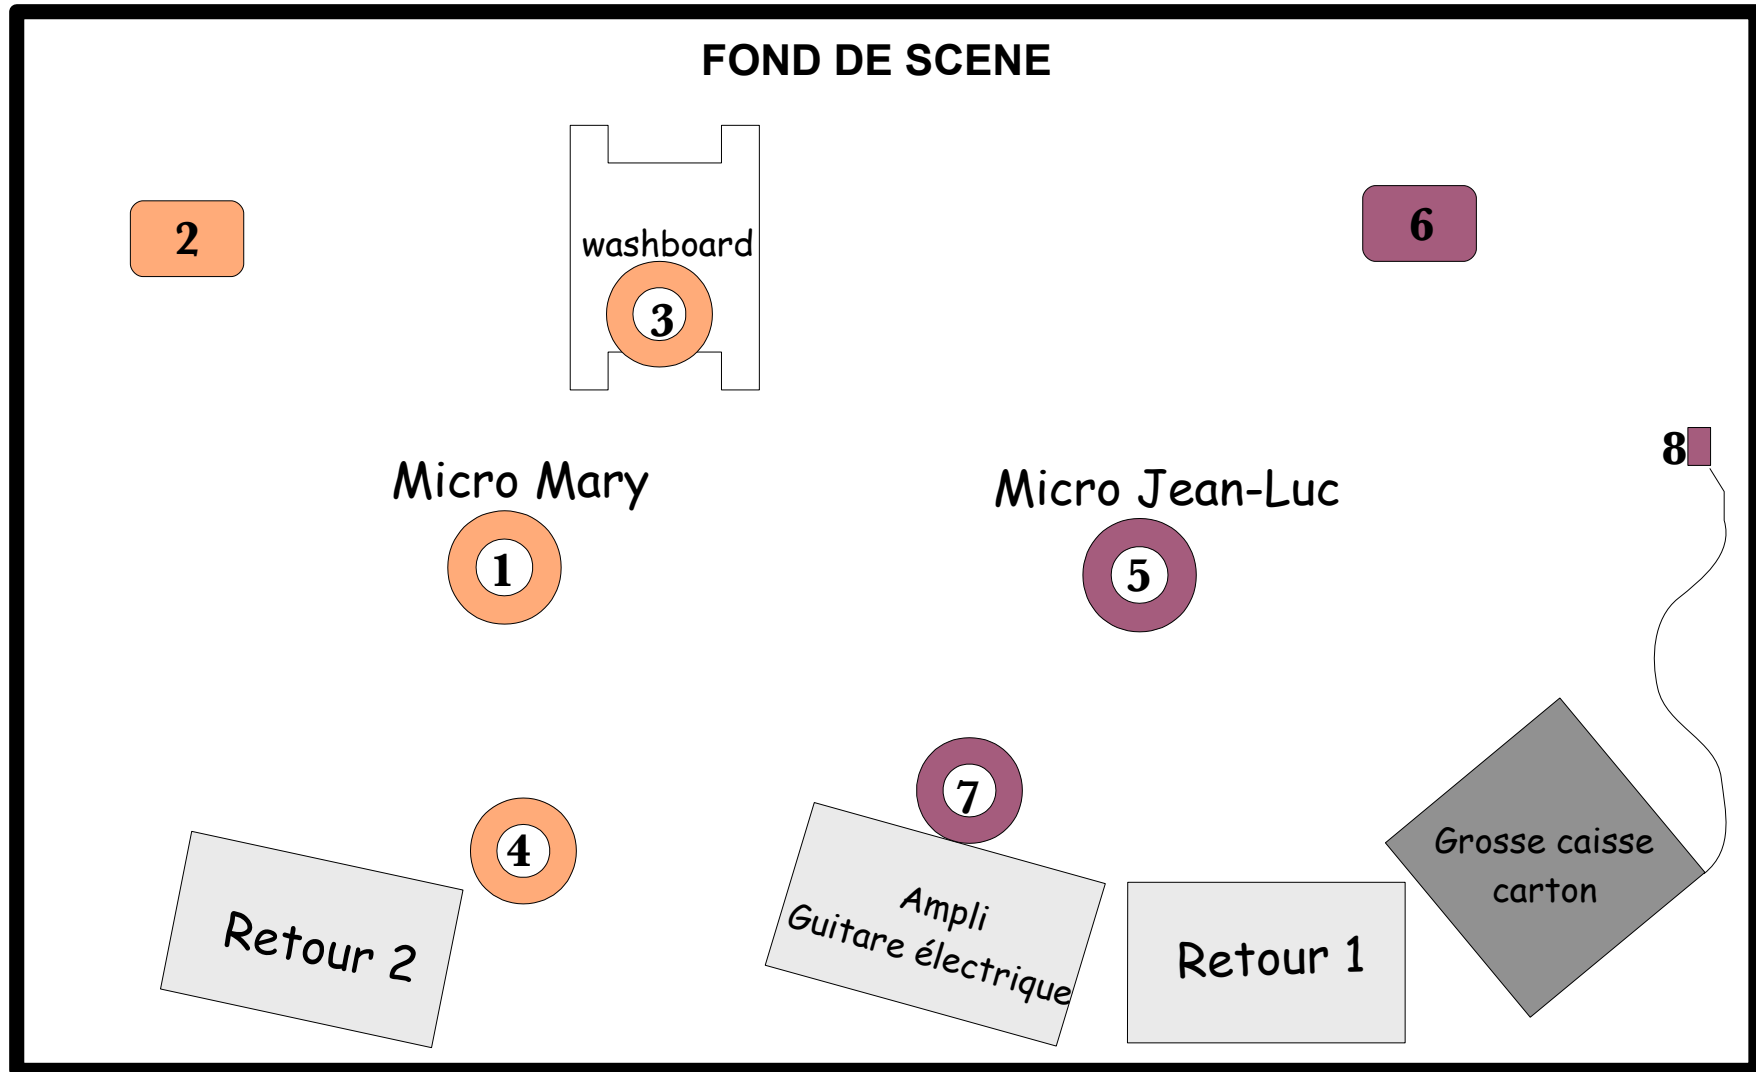 FOND DE SCENE
2
washboard
3
6
8
Micro Mary
1
Micro Jean-Luc
5
4
7
Retour 2
Ampli
Guitare électrique
Retour 1
Grosse caisse
carton